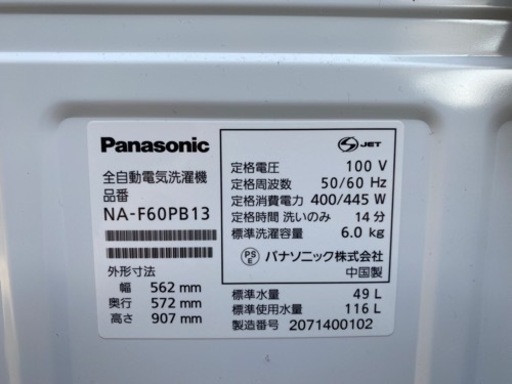 Panasonic
全自動電気洗濯機
品番
NA-F60PB13
外形寸法
幅 562 mm
奥行 572 mm
高さ 907 mm
S JET
定格電圧 100 V
定格周波数 50/60 Hz
定格消費電力 400/445 W
定格時間 洗いのみ 14 分
標準洗濯容量 6.0 kg
PS E パナソニック株式会社
中国製
標準水量 49 L
標準使用水量 116 L
製造番号 2071400102